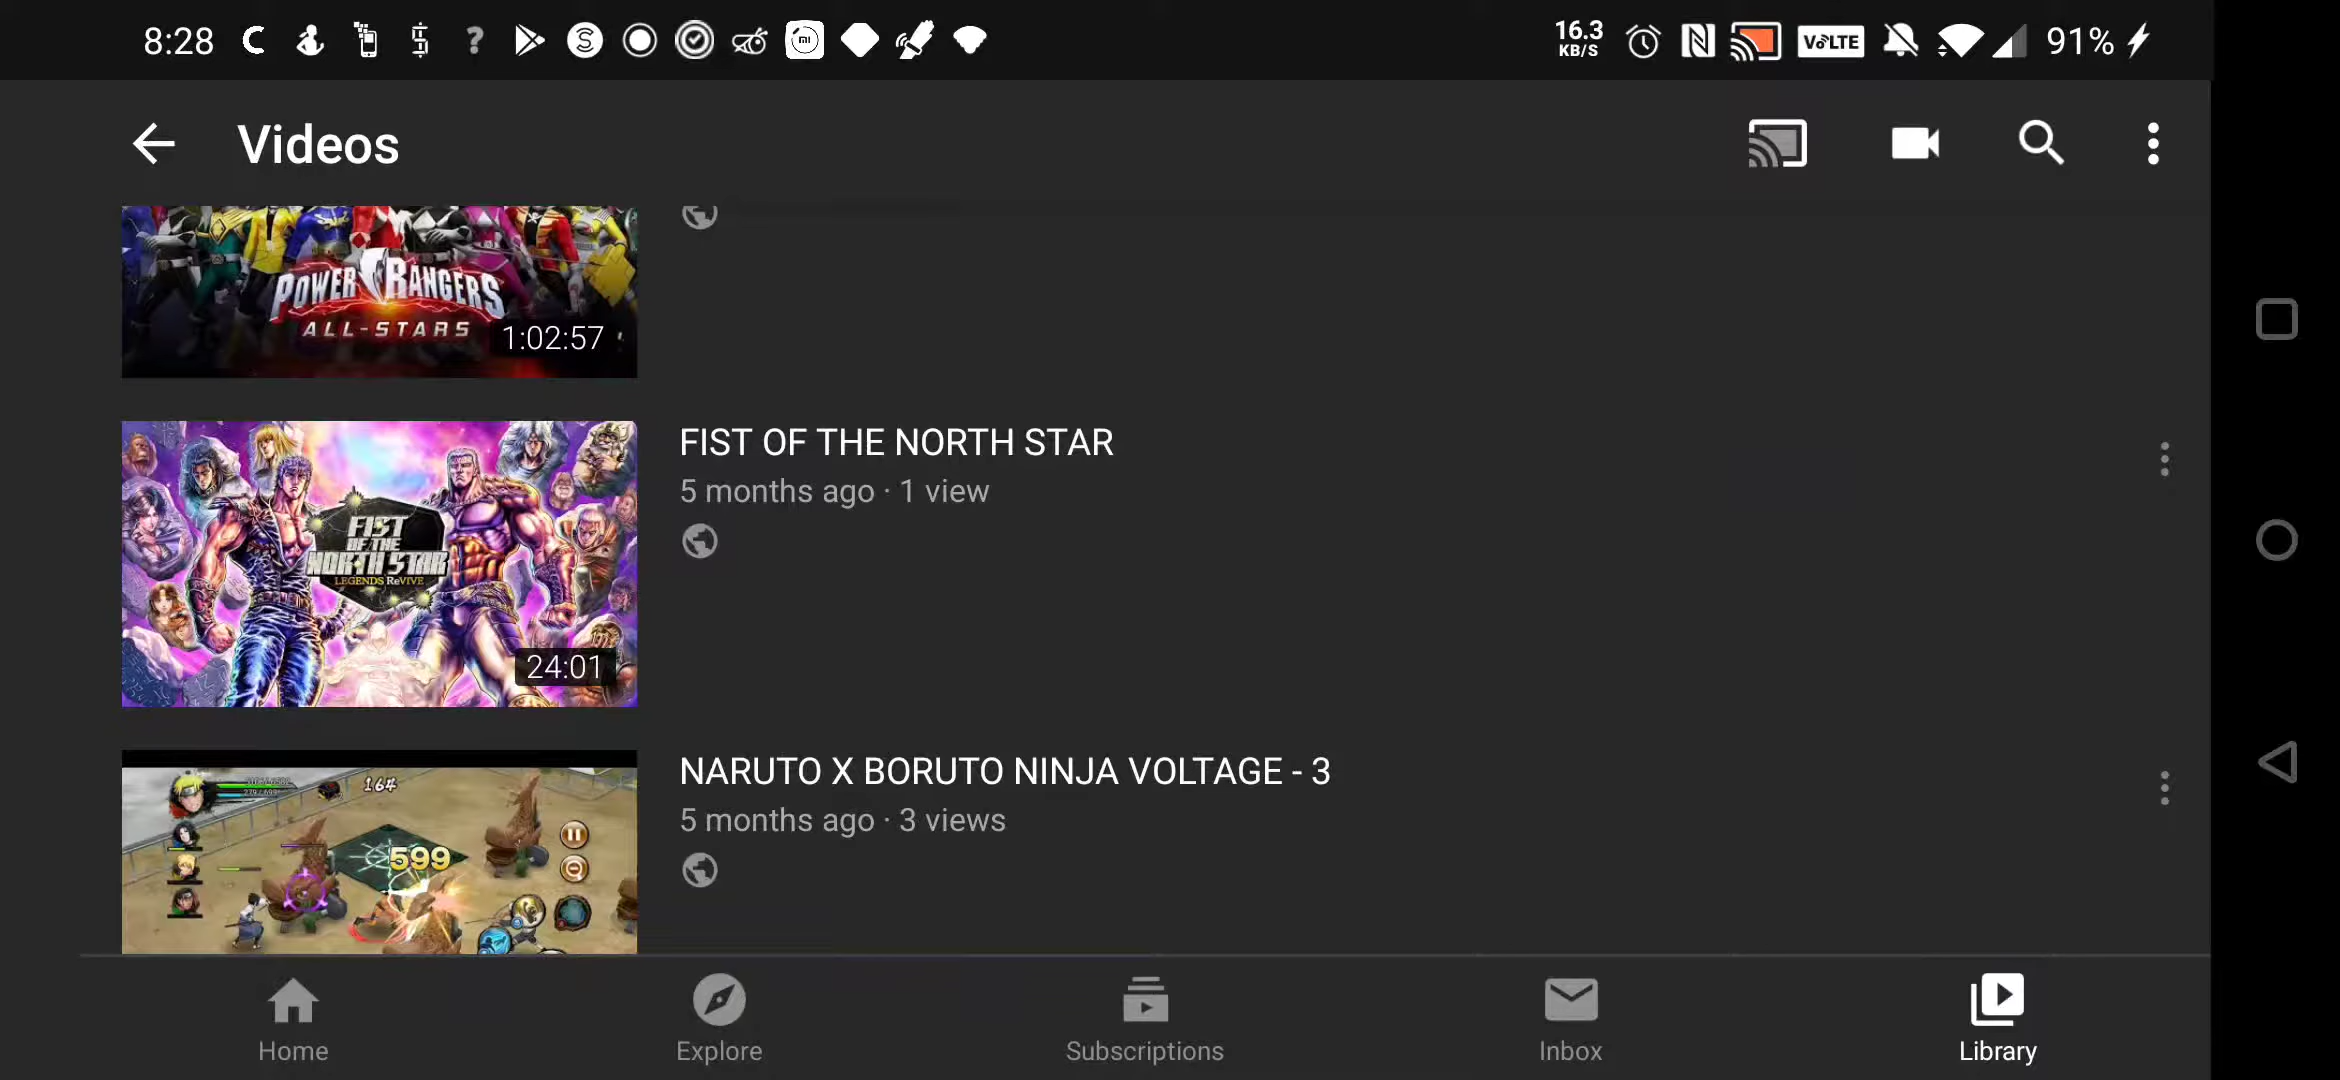 8:28
16.3
KB/S
VoLTE
91%
Videos
POWER RANGERS
ALL-STARS
1:02:57
FIST OF THE NORTH STAR
5 months ago · 1 view
FIST
OF THE
NORTH STAR
LEGENDS ReVIVE
24:01
NARUTO X BORUTO NINJA VOLTAGE - 3
5 months ago · 3 views
164
599
Home
Explore
Subscriptions
Inbox
Library